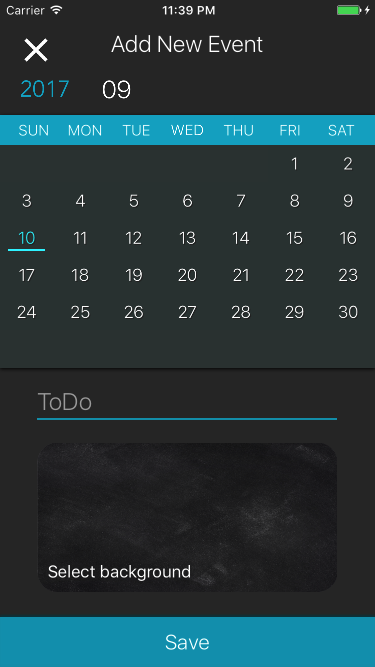 Carrier 11:39 PM
Add New Event
2017 09
SUN MON TUE WED THU FRI SAT
1 2
3 4 5 6 7 8 9
10 11 12 13 14 15 16
17 18 19 20 21 22 23
24 25 26 27 28 29 30
ToDo
Select background
Save